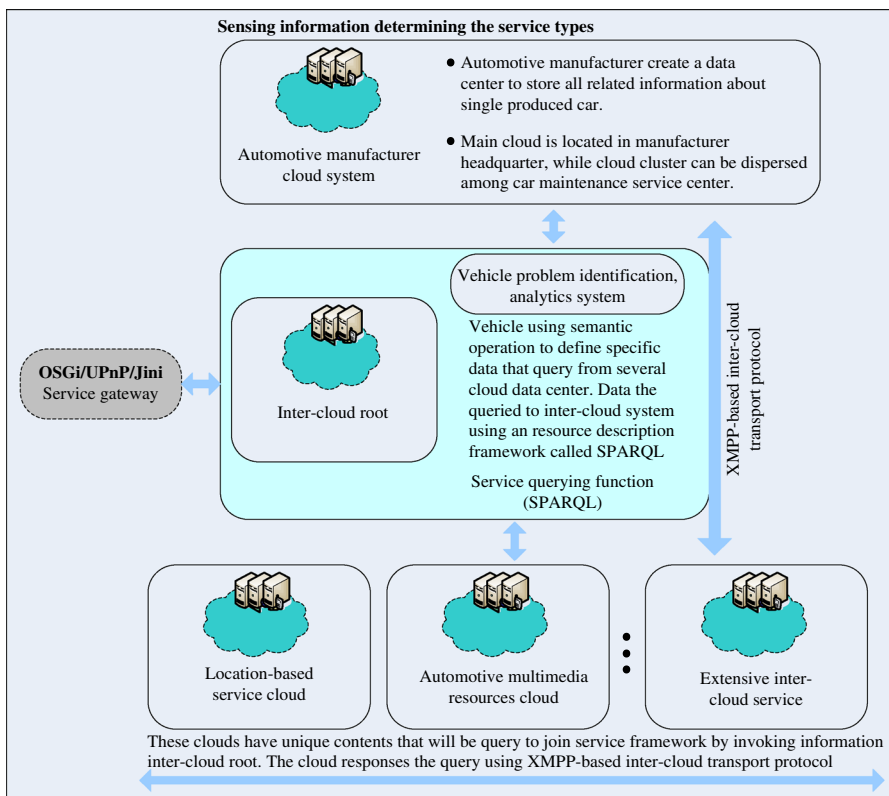 Sensing information determining the service types
Automotive manufacturer
cloud system
• Automotive manufacturer create a data
center to store all related information about
single produced car.
• Main cloud is located in manufacturer
headquarter, while cloud cluster can be dispersed
among car maintenance service center.
OSGi/UPnP/Jini
Service gateway
Inter-cloud root
Vehicle problem identification,
analytics system
Vehicle using semantic
operation to define specific
data that query from several
cloud data center. Data the
queried to inter-cloud system
using an resource description
framework called SPARQL
Service querying function
(SPARQL)
XMPP-based inter-cloud
transport protocol
Location-based
service cloud
Automotive multimedia
resources cloud
Extensive inter-
cloud service
These clouds have unique contents that will be query to join service framework by invoking information
inter-cloud root. The cloud responses the query using XMPP-based inter-cloud transport protocol